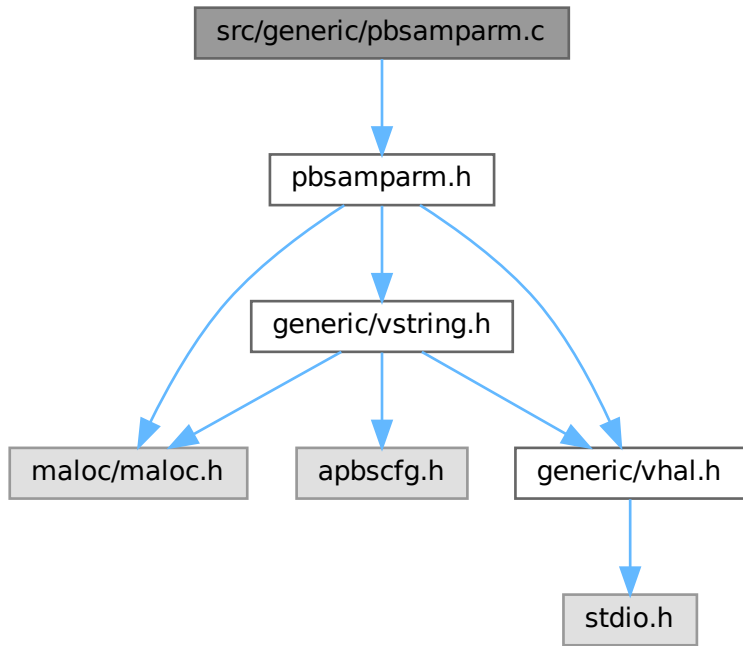 src/generic/pbsamparm.c
pbsamparm.h
generic/vstring.h
maloc/maloc.h
apbscfg.h
generic/vhal.h
stdio.h